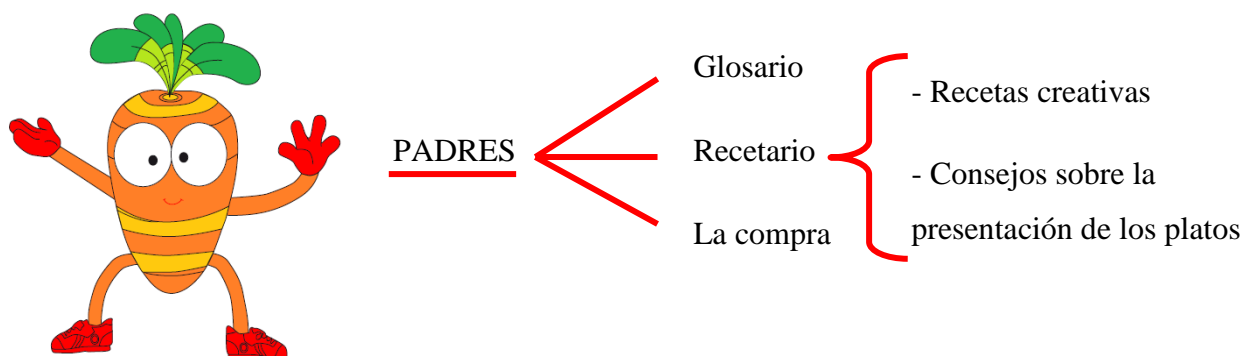 PADRES
Glosario
Recetario
La compra
- Recetas creativas
- Consejos sobre la
presentación de los platos